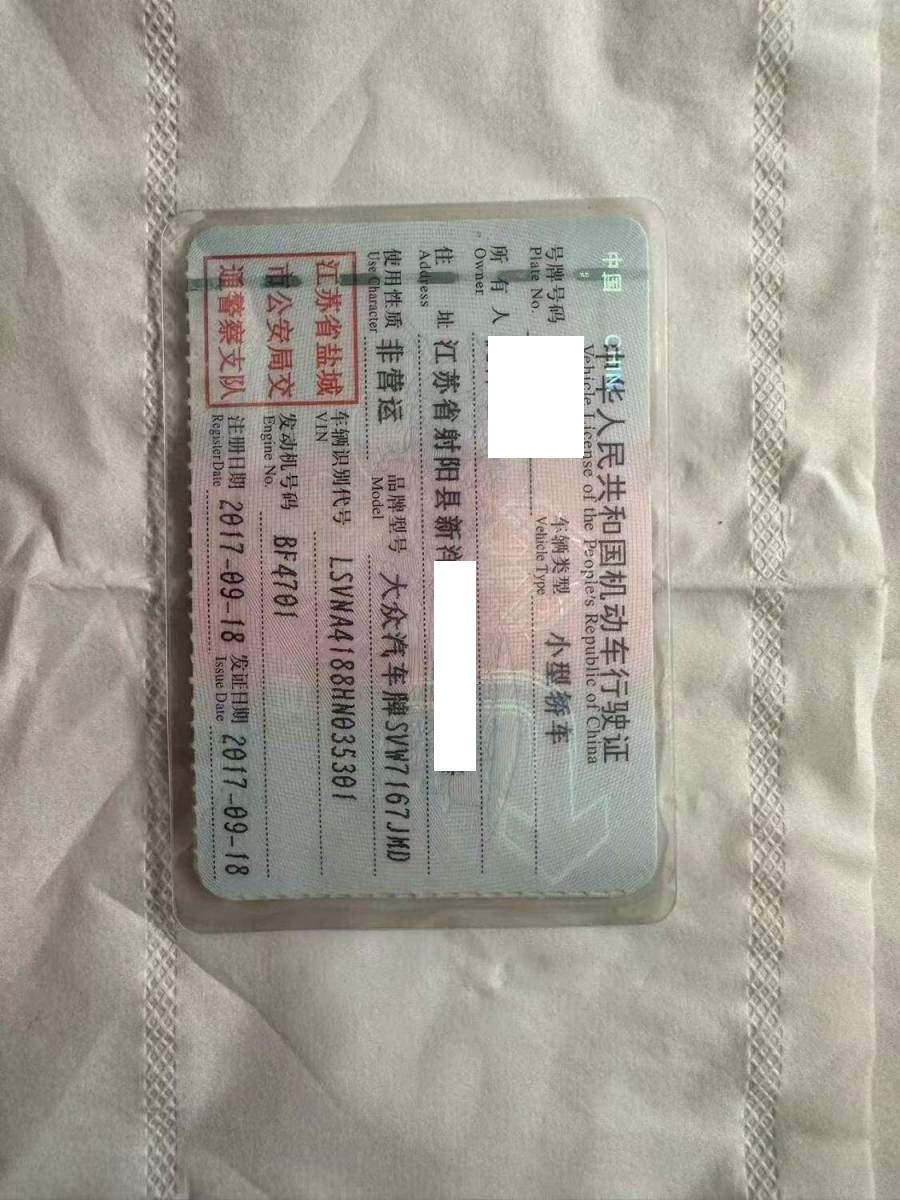 中国 CHINA
中华人民共和国机动车行驶证
Vehicle License of the People's Republic of China
号牌号码
Plate No.
车辆类型 小型轿车
Vehicle Type
所有人
Owner
住址 江苏省射阳县新
Address
使用性质 非营运
Use Character
品牌型号 大众汽车牌SVW7167JMD
Model
江苏省盐城
市公安局交
通警察支队
车辆识别代号 LSVNA4188HN035301
VIN
发动机号码 BF4701
Engine No.
注册日期 2017-09-18
Register Date
发证日期 2017-09-18
Issue Date